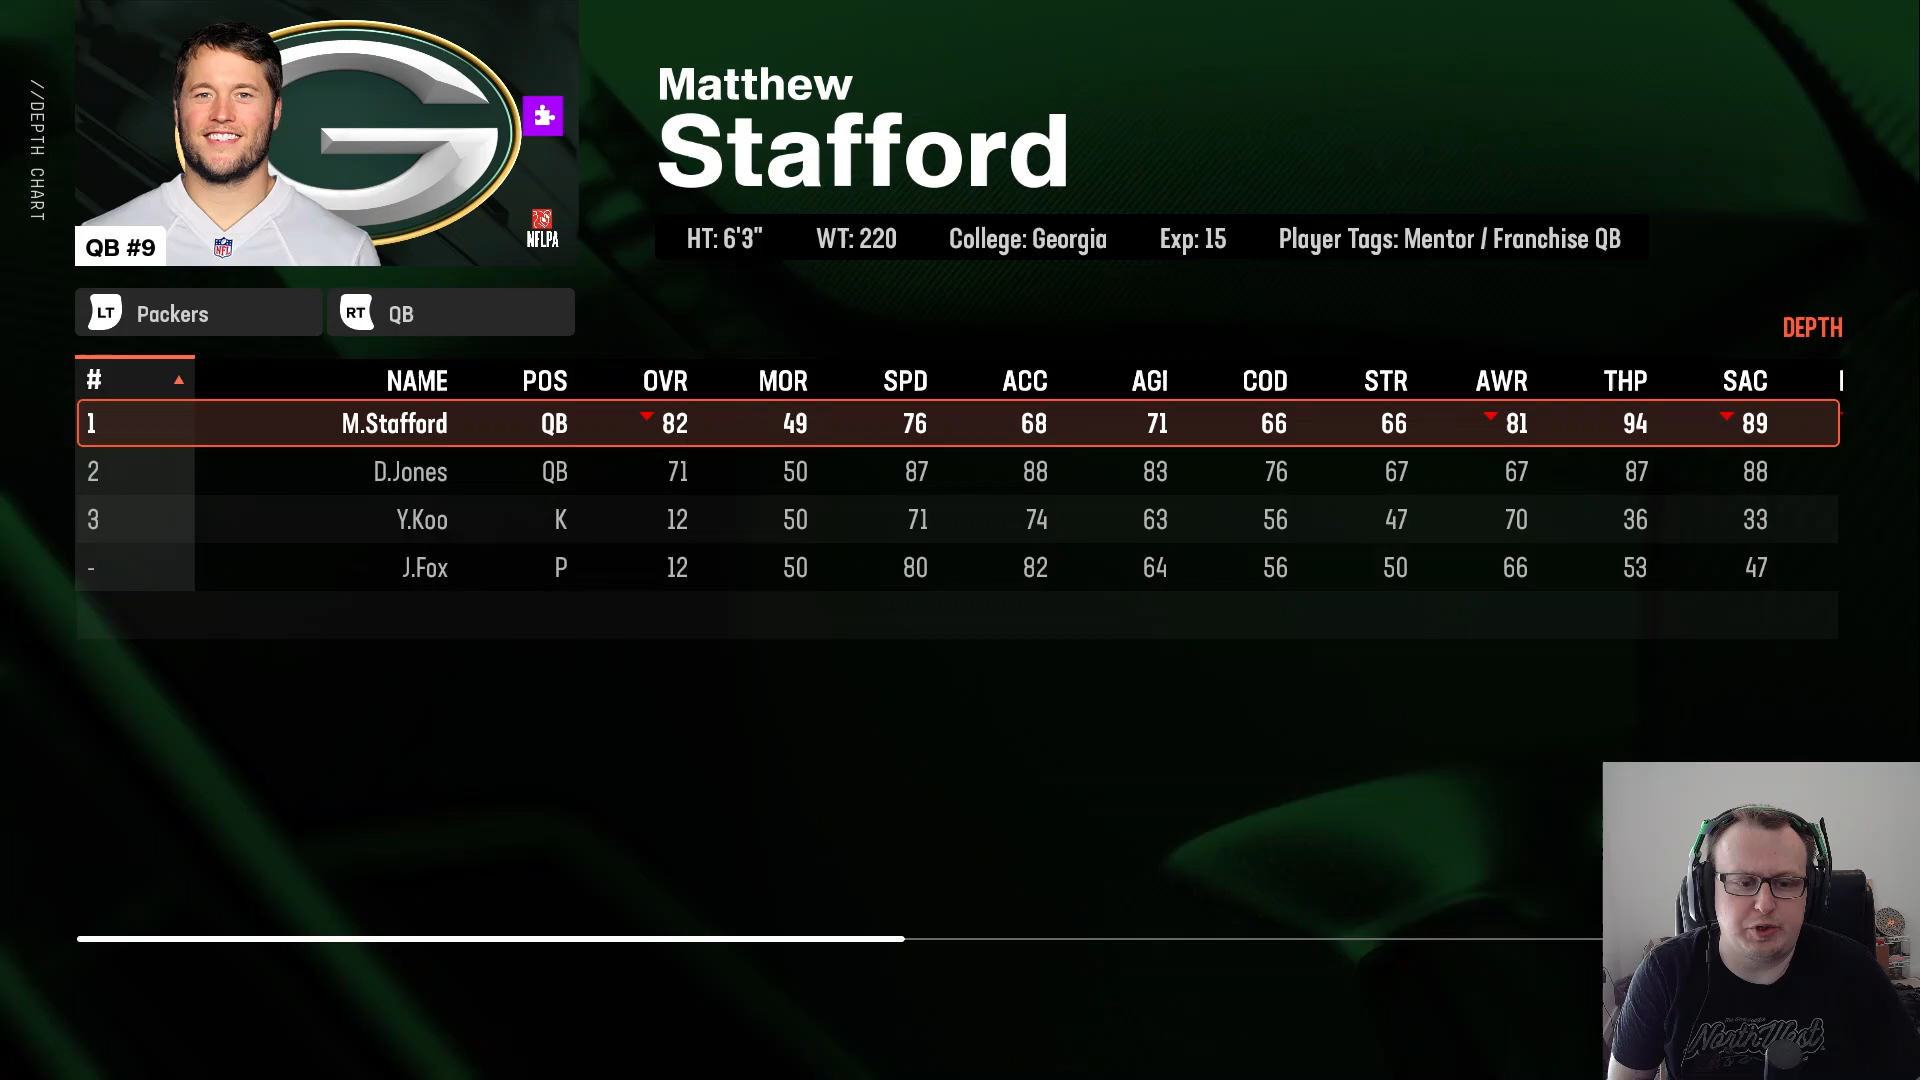 //DEPTH CHART
QB #9
NFL
NFLPA
Matthew
Stafford
HT: 6'3" WT: 220 College: Georgia Exp: 15 Player Tags: Mentor / Franchise QB
LT Packers RT QB
DEPTH
# NAME POS OVR MOR SPD ACC AGI COD STR AWR THP SAC
1 M.Stafford QB 82 49 76 68 71 66 66 81 94 89
2 D.Jones QB 71 50 87 88 83 76 67 67 87 88
3 Y.Koo K 12 50 71 74 63 56 47 70 36 33
- J.Fox P 12 50 80 82 64 56 50 66 53 47
North West